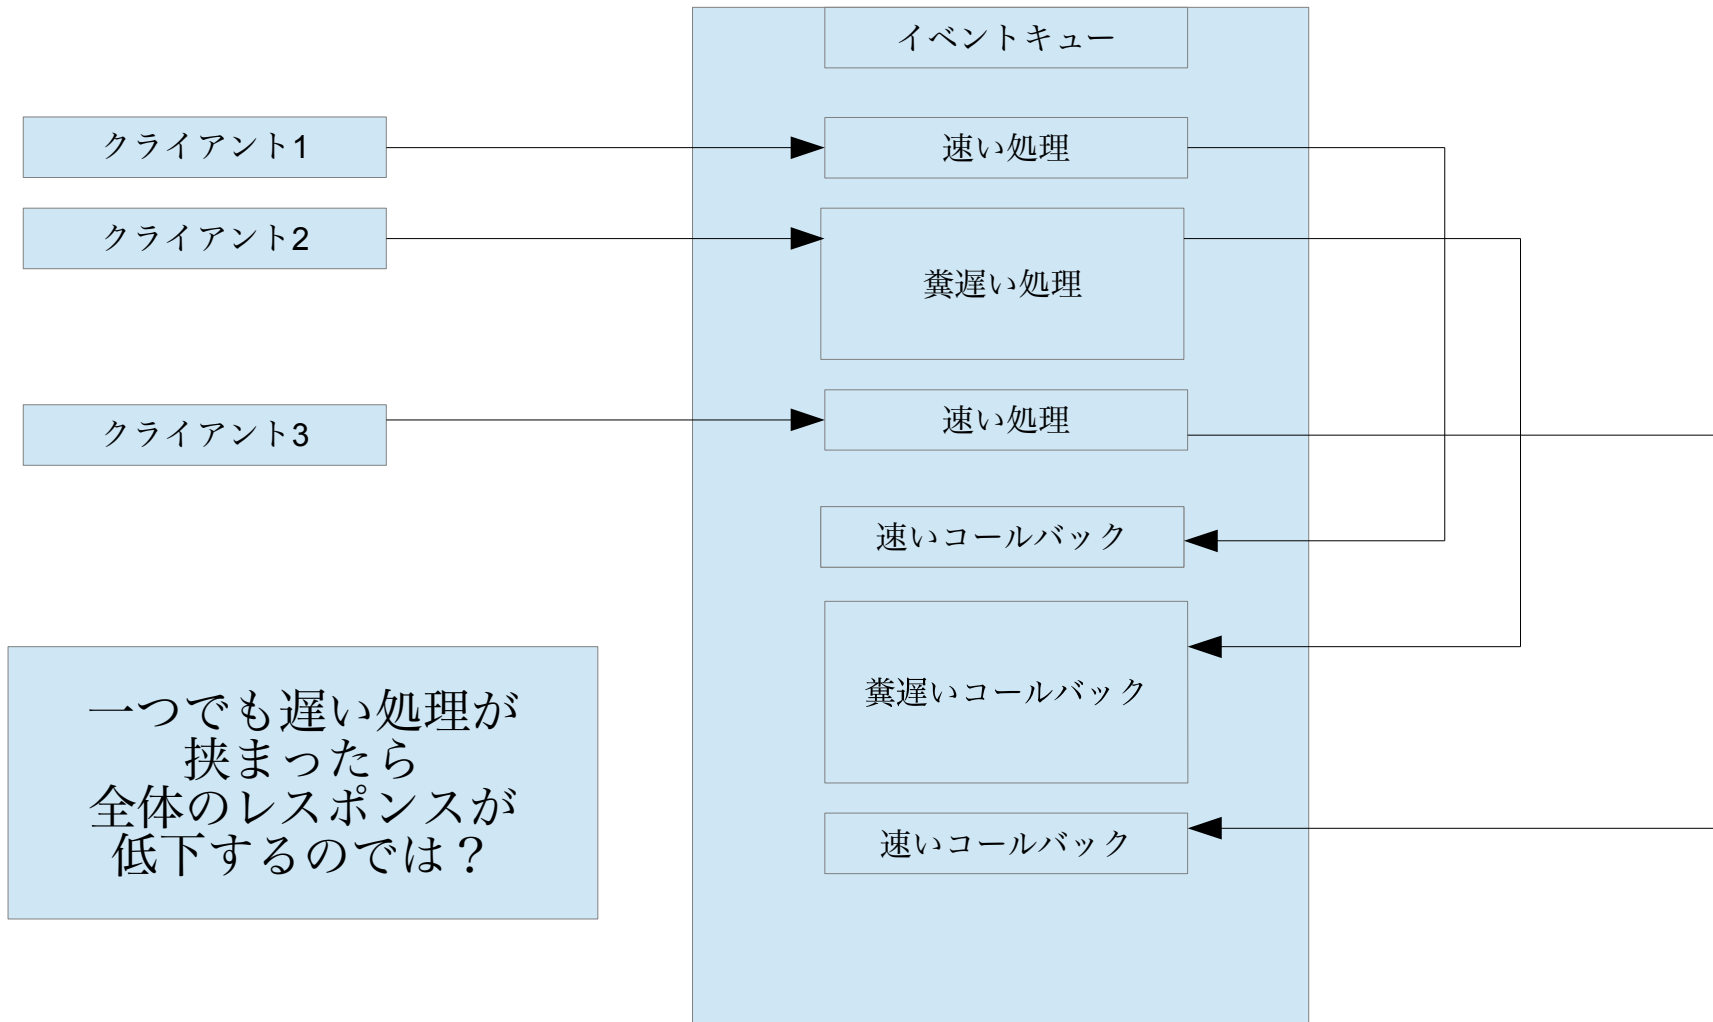 イベントキュー
クライアント1
速い処理
クライアント2
糞遅い処理
クライアント3
速い処理
速いコールバック
糞遅いコールバック
速いコールバック
一つでも遅い処理が
挟まったら
全体のレスポンスが
低下するのでは？